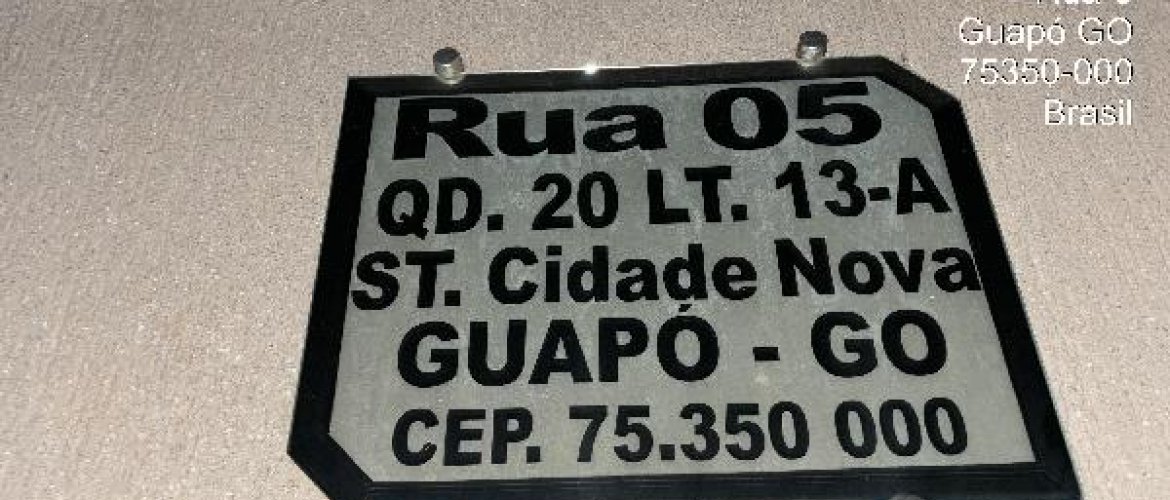 Rua 05
QD. 20 LT. 13-A
ST. Cidade Nova
GUAPÓ - GO
CEP. 75.350 000
Guapó GO
75350-000
Brasil